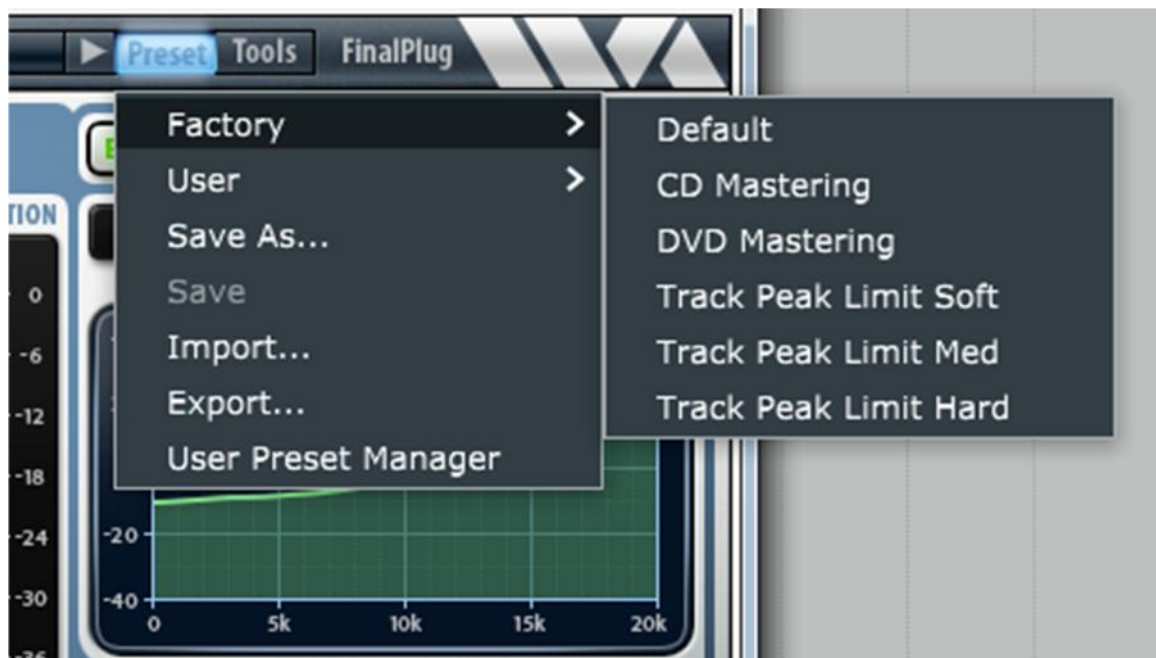 Preset Tools FinalPlug
Factory
User
Save As...
Save
Import...
Export...
User Preset Manager
Default
CD Mastering
DVD Mastering
Track Peak Limit Soft
Track Peak Limit Med
Track Peak Limit Hard
TION
0
-6
-12
-18
-24
-30
-36
-20
-40
0 5k 10k 15k 20k